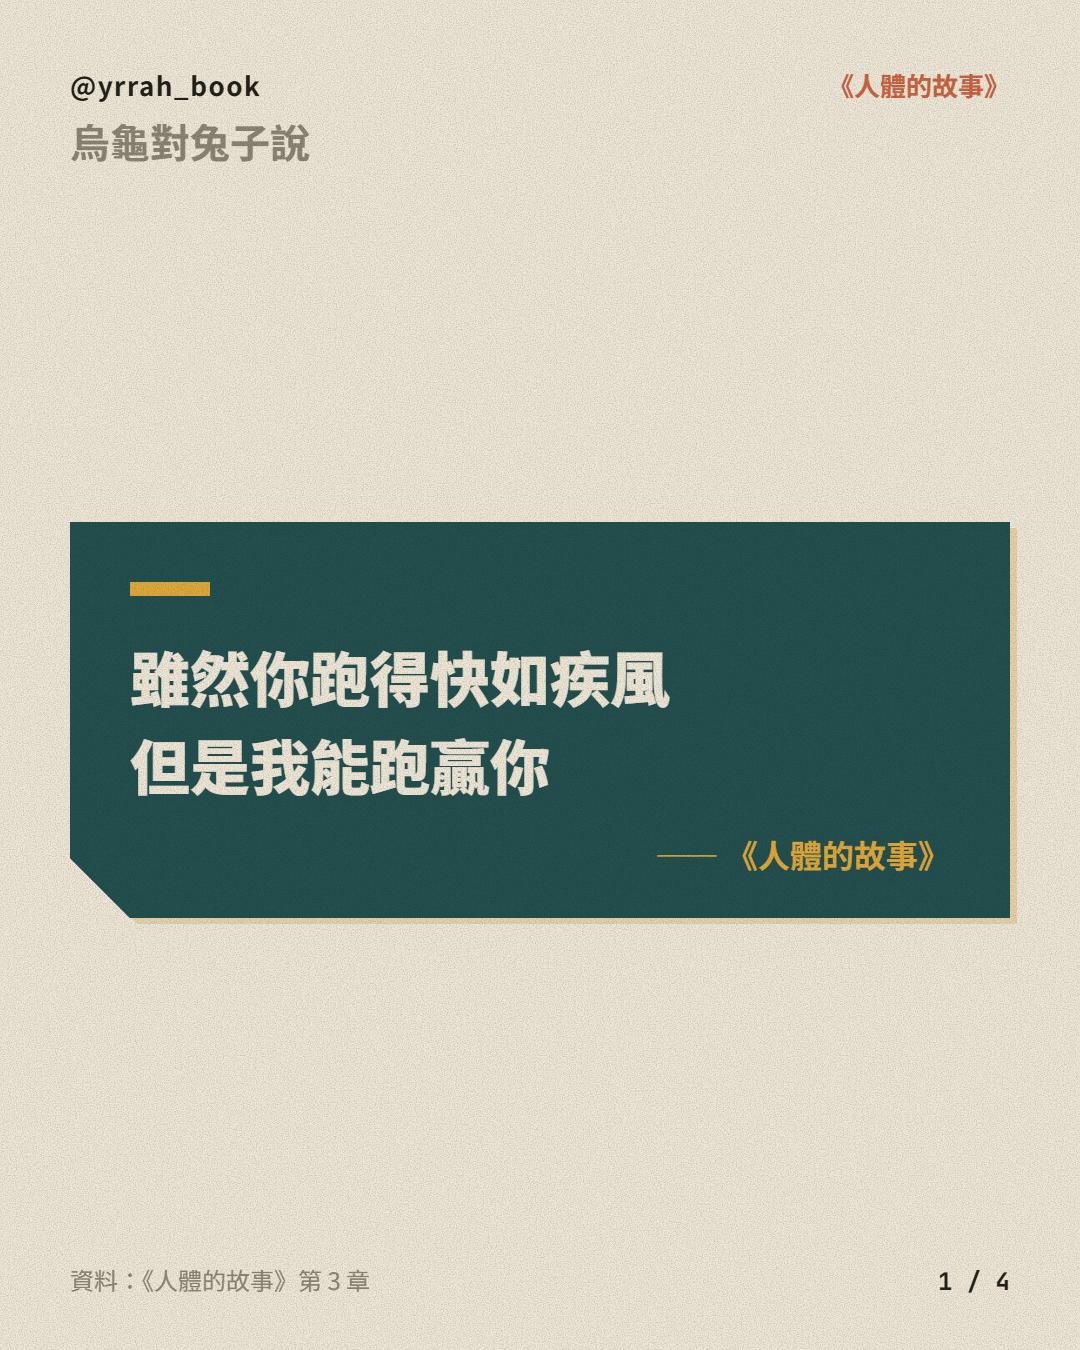 @yrrah_book
《人體的故事》
烏龜對兔子說
雖然你跑得快如疾風
但是我能跑贏你
—— 《人體的故事》
資料：《人體的故事》第 3 章
1 / 4